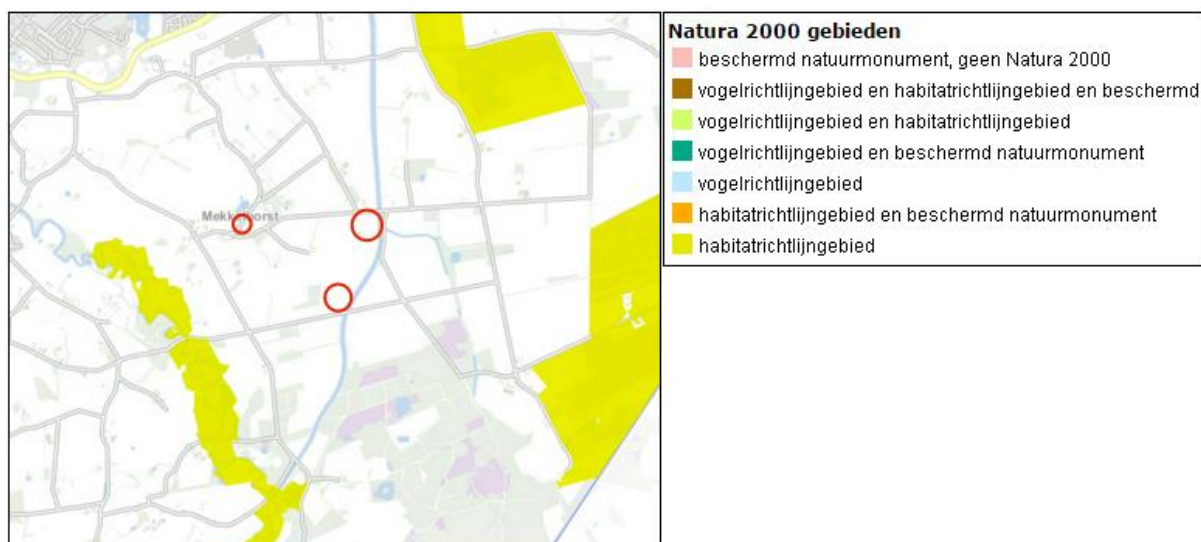 Natura 2000 gebieden
beschermd natuurmonument, geen Natura 2000
vogelrichtlijngebied en habitatrichtlijngebied en beschermd
vogelrichtlijngebied en habitatrichtlijngebied
vogelrichtlijngebied en beschermd natuurmonument
vogelrichtlijngebied
habitatrichtlijngebied en beschermd natuurmonument
habitatrichtlijngebied